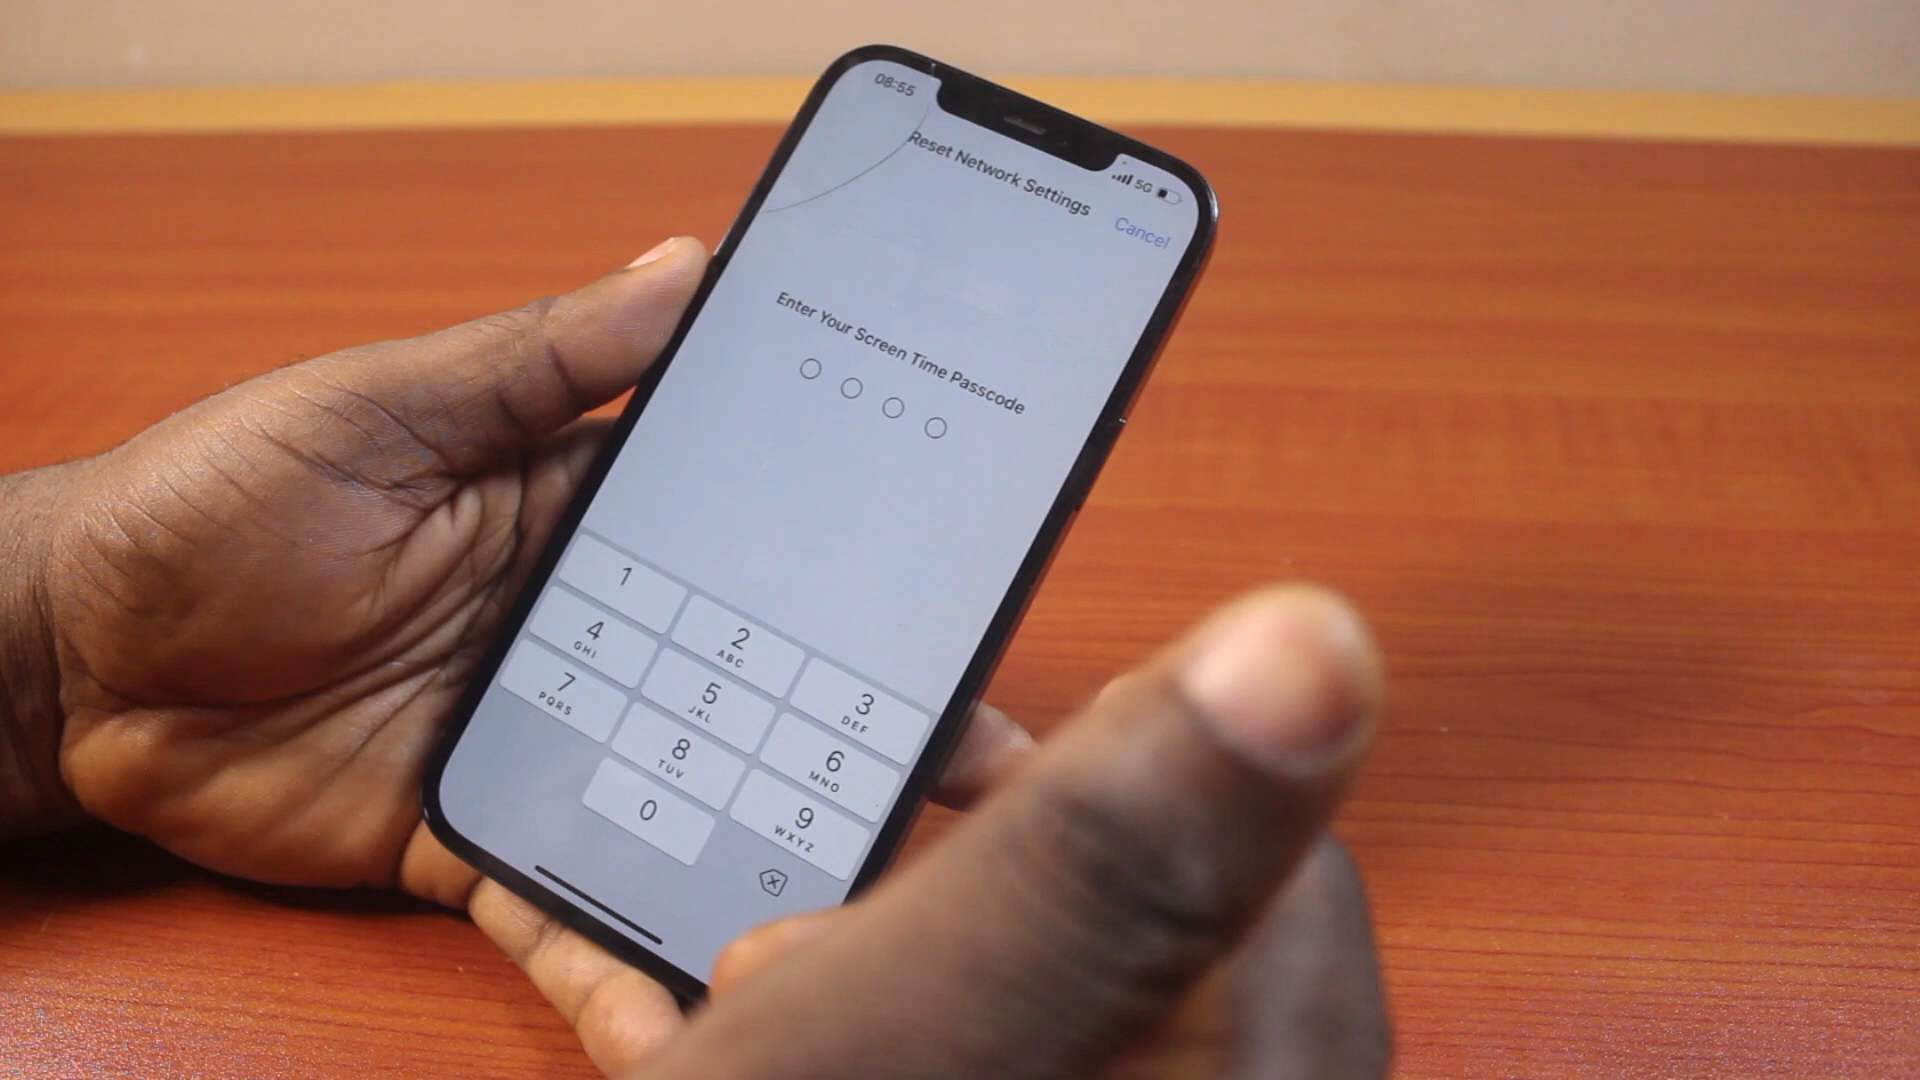 08:55
5G
Reset Network Settings
Cancel
Enter Your Screen Time Passcode
1
2
ABC
3
DEF
4
GHI
5
JKL
6
MNO
7
PQRS
8
TUV
9
WXYZ
0